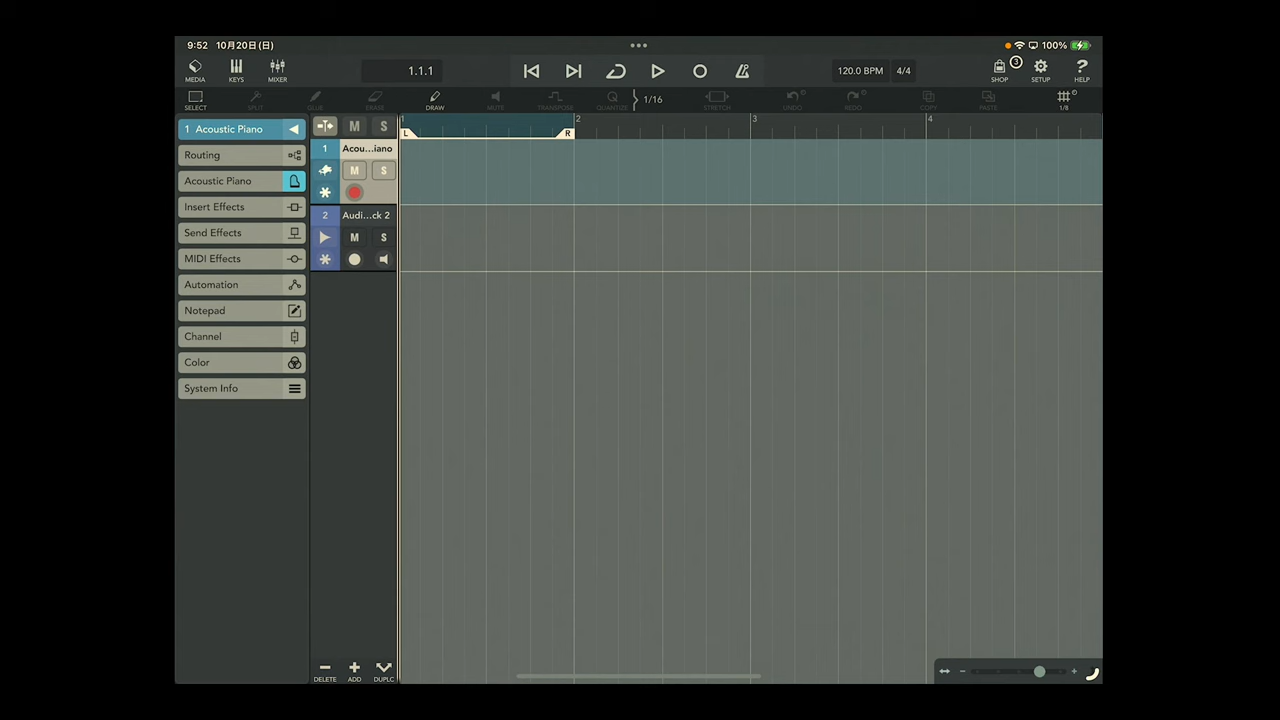 9:52 10月20日(日)
100%
MEDIA KEYS MIXER
1.1.1
120.0 BPM 4/4
3
SHOP SETUP HELP
SELECT SPLIT GLUE ERASE DRAW MUTE TRANSPOSE QUANTIZE 1/16 STRETCH UNDO REDO COPY PASTE 1/8
1 Acoustic Piano
M S
1 2 3 4
L R
Routing
Acoustic Piano
Insert Effects
Send Effects
MIDI Effects
Automation
Notepad
Channel
Color
System Info
1 Acou...iano
M S
2 Audi...ck 2
M S
DELETE ADD DUPLC